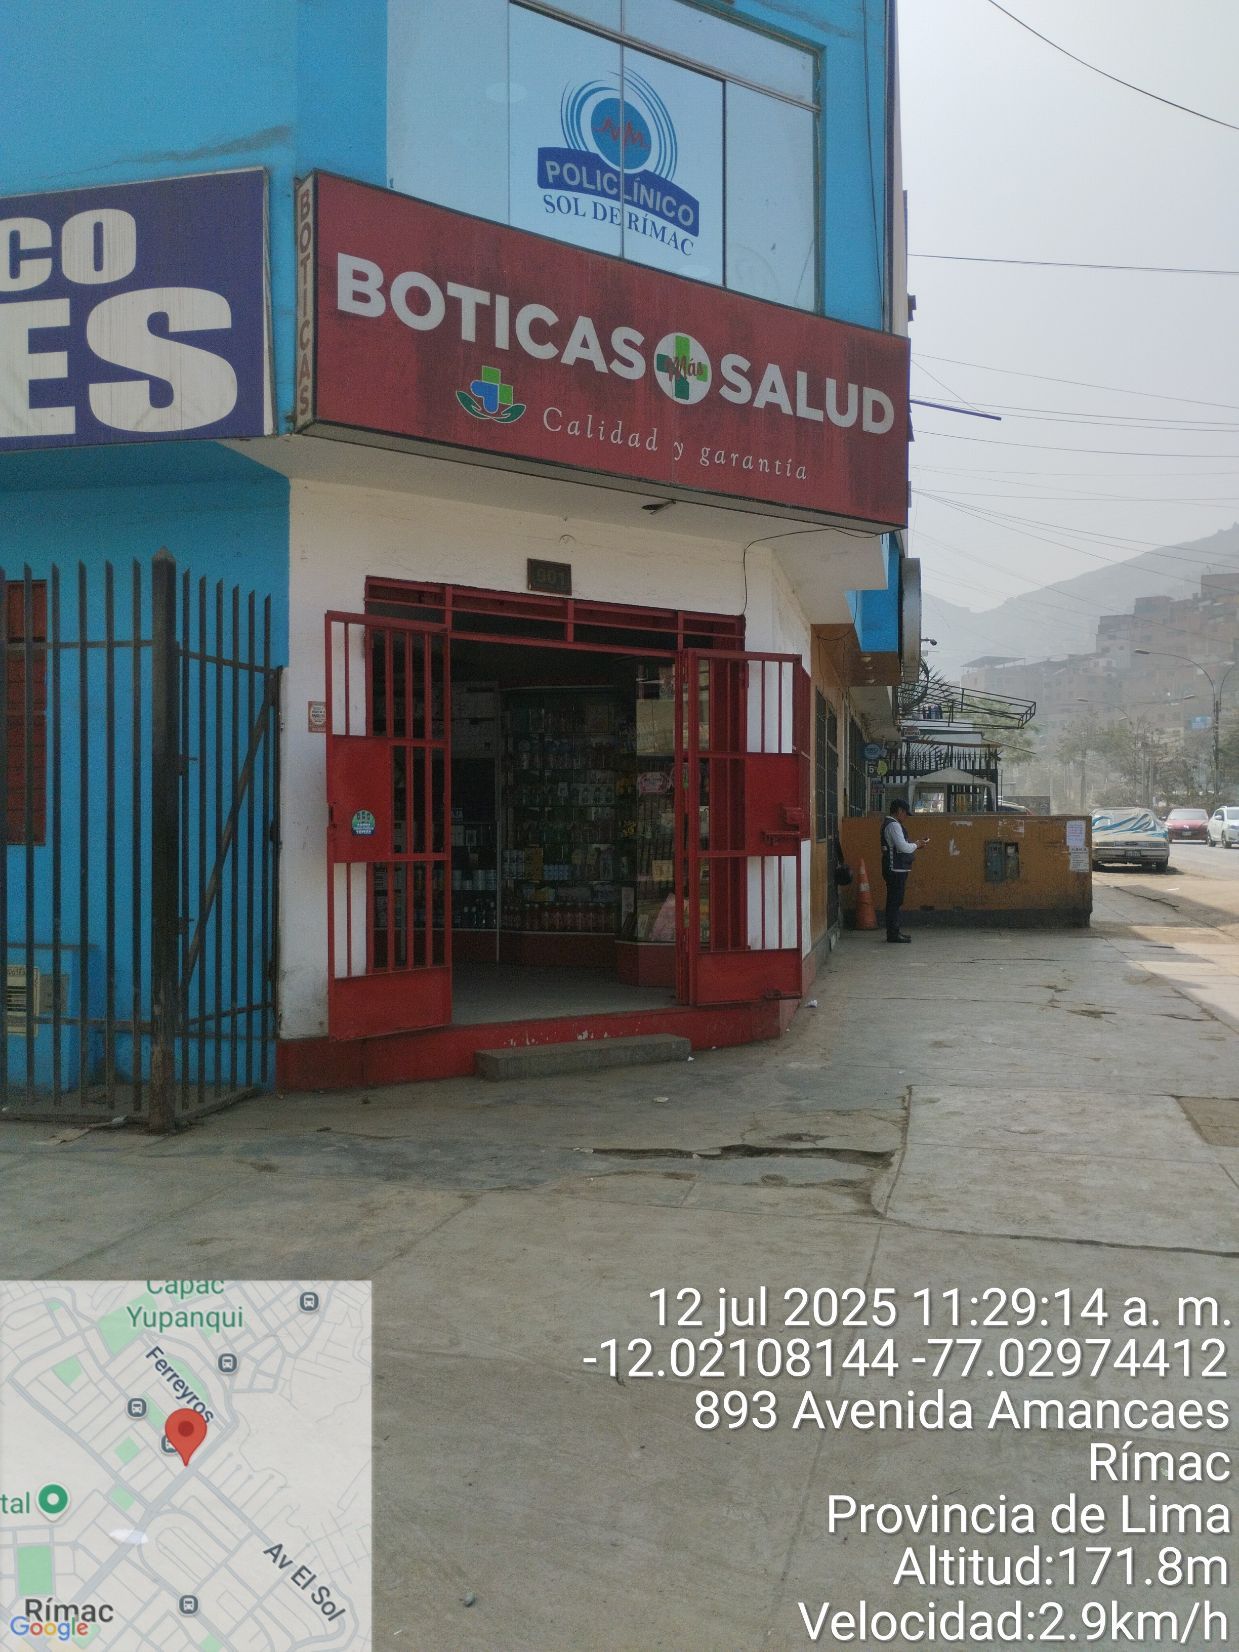 POLICLÍNICO
SOL DE RÍMAC
CO
ES
BOTICAS
BOTICAS Más SALUD
Calidad y garantía
901
Capac
Yupanqui
Ferreyros
tal
Av El Sol
Rímac
Google
12 jul 2025 11:29:14 a. m.
-12.02108144 -77.02974412
893 Avenida Amancaes
Rímac
Provincia de Lima
Altitud:171.8m
Velocidad:2.9km/h